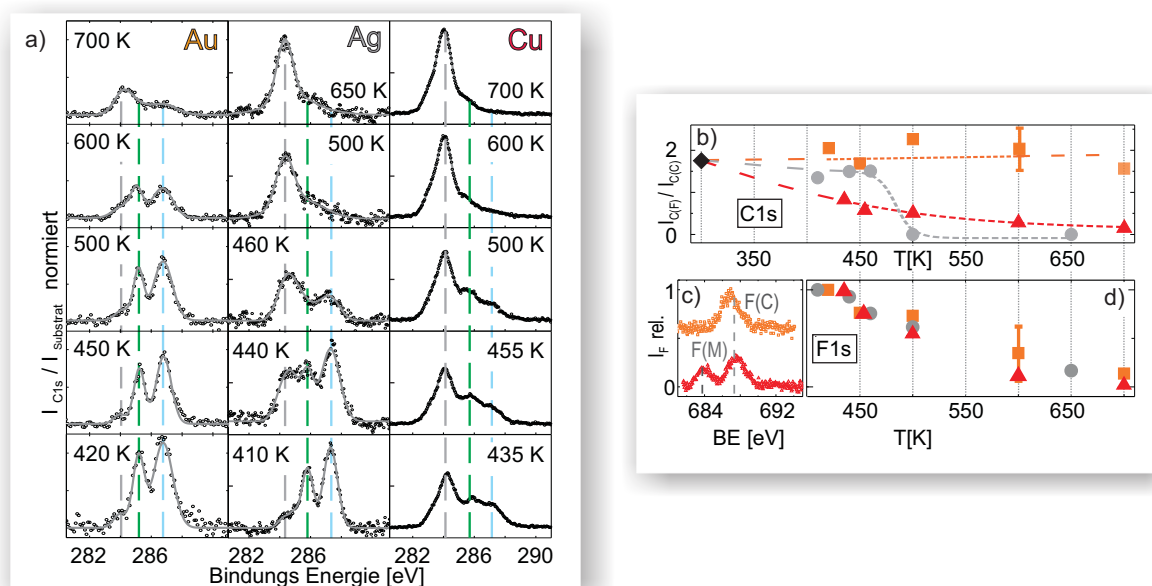 a)
Au
Ag
Cu
700 K
650 K
700 K
600 K
500 K
600 K
500 K
460 K
500 K
450 K
440 K
455 K
420 K
410 K
435 K
I C1s / I Substrat normiert
282 286 282 286 282 286 290
Bindungs Energie [eV]
b)
I C(F) / I C(C)
2
0
C1s
350 450 550 650
T[K]
c)
F(C)
F(M)
I F rel.
1
0
684 692
BE [eV]
d)
F1s
450 550 650
T[K]